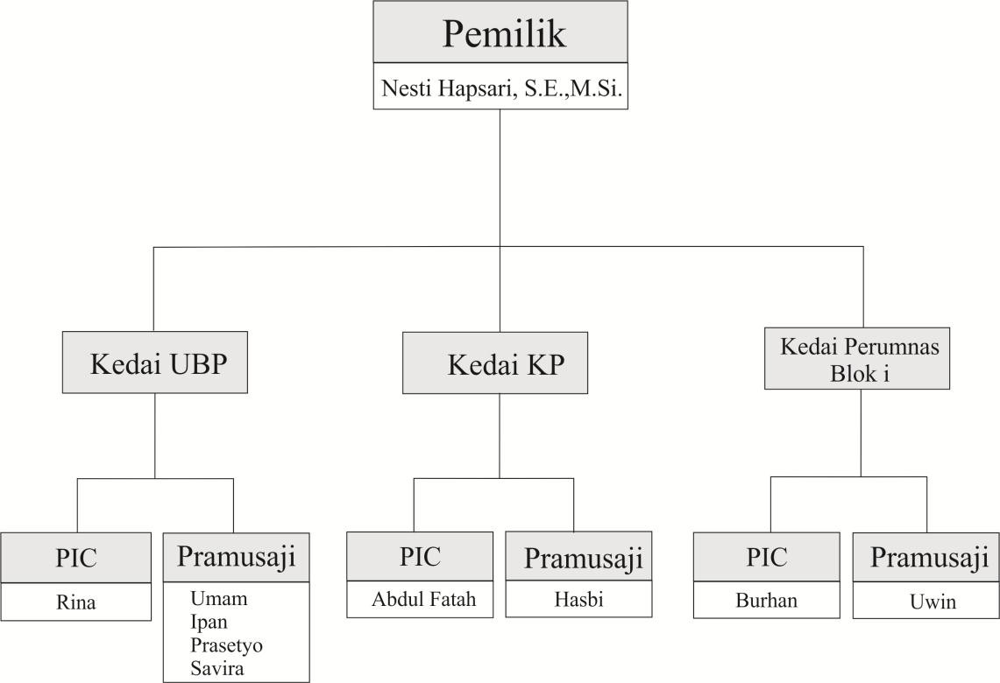 Pemilik
Nesti Hapsari, S.E.,M.Si.
Kedai UBP
Kedai KP
Kedai Perumnas
Blok i
PIC
Rina
Pramusaji
Umam
Ipan
Prasetyo
Savira
PIC
Abdul Fatah
Pramusaji
Hasbi
PIC
Burhan
Pramusaji
Uwin